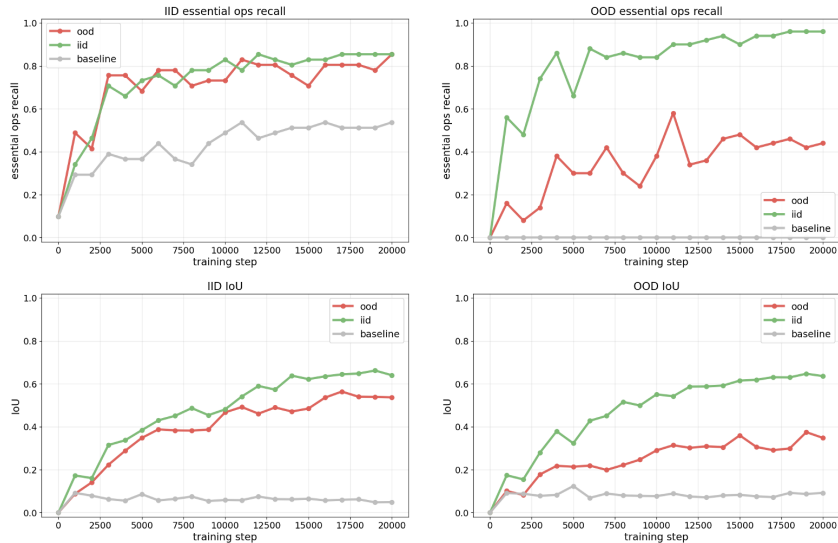 IID essential ops recall
essential ops recall
1.0
0.8
0.6
0.4
0.2
0.0
ood
iid
baseline
0 2500 5000 7500 10000 12500 15000 17500 20000
training step
OOD essential ops recall
essential ops recall
1.0
0.8
0.6
0.4
0.2
0.0
ood
iid
baseline
0 2500 5000 7500 10000 12500 15000 17500 20000
training step
IID IoU
IoU
1.0
0.8
0.6
0.4
0.2
0.0
ood
iid
baseline
0 2500 5000 7500 10000 12500 15000 17500 20000
training step
OOD IoU
IoU
1.0
0.8
0.6
0.4
0.2
0.0
ood
iid
baseline
0 2500 5000 7500 10000 12500 15000 17500 20000
training step